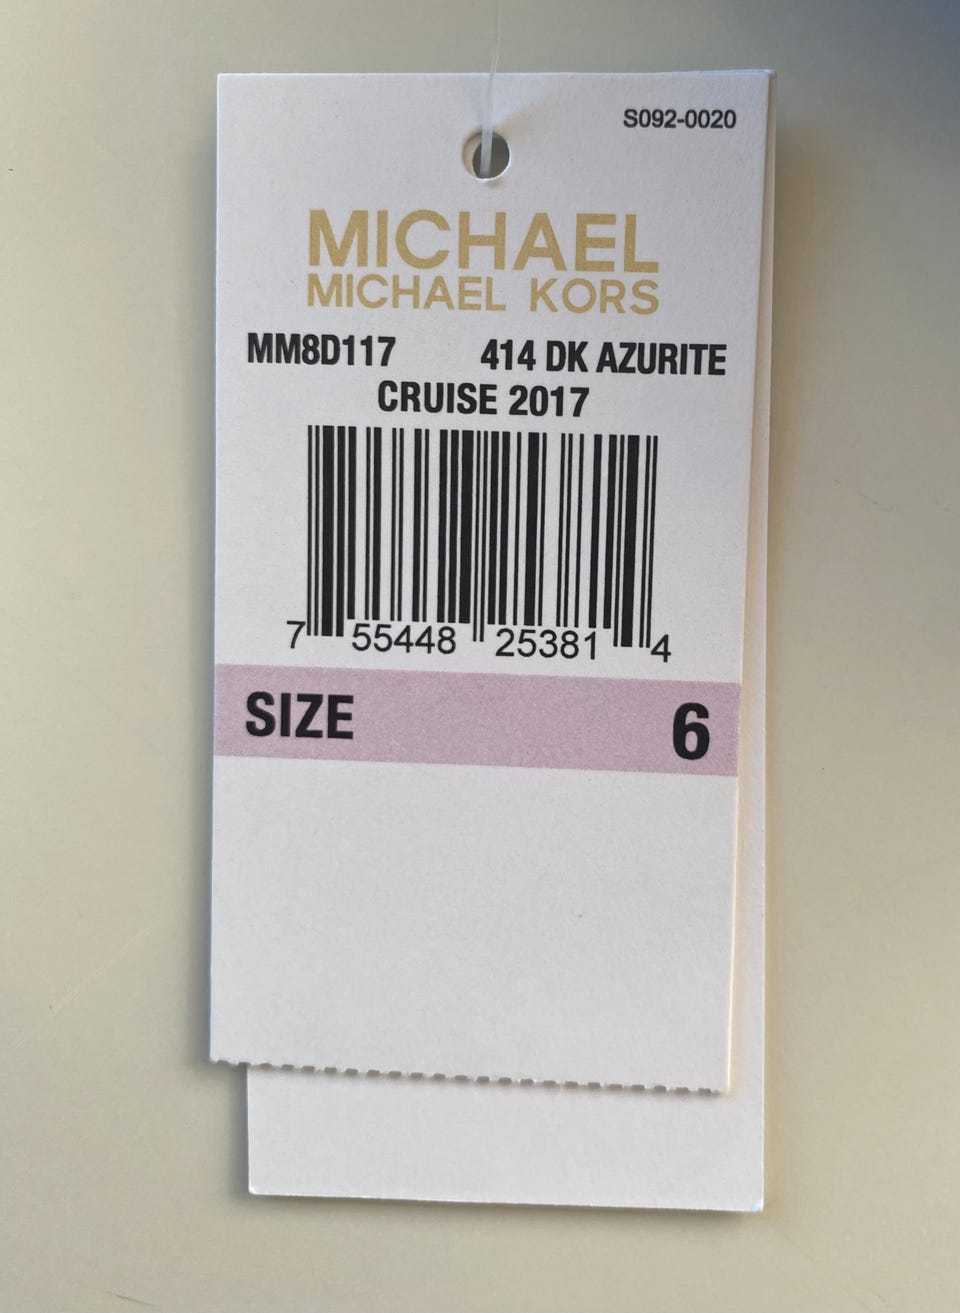 S092-0020
MICHAEL
MICHAEL KORS
MM8D117 414 DK AZURITE
CRUISE 2017
7 55448 25381 4
SIZE 6